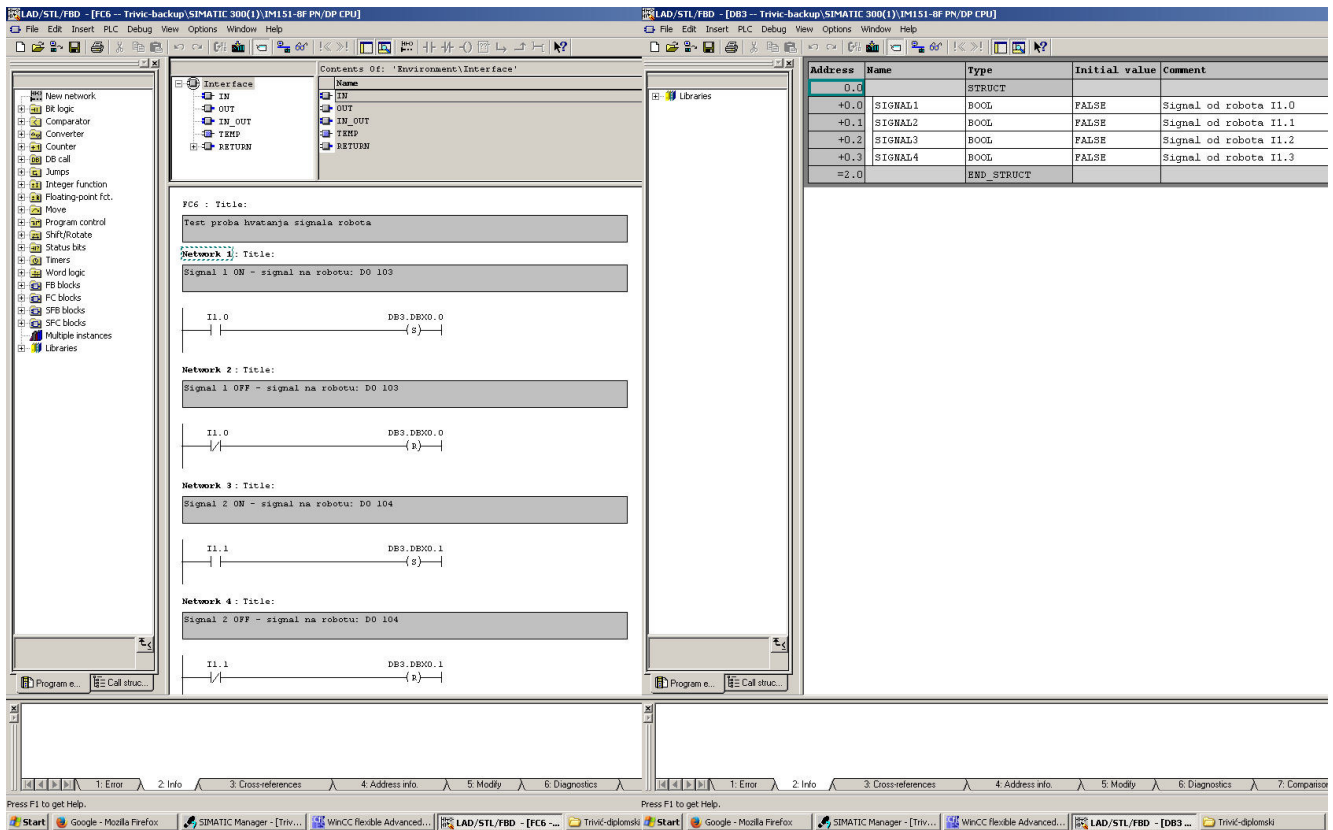 LAD/STL/FBD - [FC6 -- Trivic-backup\SIMATIC 300(1)\IM151-8F PN/DP CPU]
File Edit Insert PLC Debug View Options Window Help
New network
Bit logic
Comparator
Converter
Counter
DB call
Jumps
Integer function
Floating-point fct.
Move
Program control
Shift/Rotate
Status bits
Timers
Word logic
FB blocks
FC blocks
SFB blocks
SFC blocks
Multiple instances
Libraries
Program e... Call struc...
Contents Of: 'Environment\Interface'
Interface
IN
OUT
IN_OUT
TEMP
RETURN
Name
IN
OUT
IN_OUT
TEMP
RETURN
FC6 : Title:
Test proba hvatanja signala robota
Network 1: Title:
Signal 1 ON - signal na robotu: DO 103
I1.0 DB3.DBX0.0
(S)
Network 2: Title:
Signal 1 OFF - signal na robotu: DO 103
I1.0 DB3.DBX0.0
(R)
Network 3: Title:
Signal 2 ON - signal na robotu: DO 104
I1.1 DB3.DBX0.1
(S)
Network 4: Title:
Signal 2 OFF - signal na robotu: DO 104
I1.1 DB3.DBX0.1
(R)
1: Error 2: Info 3: Cross-references 4: Address info. 5: Modify 6: Diagnostics
Press F1 to get Help.
Start Google - Mozilla Firefox SIMATIC Manager - [Triv... WinCC flexible Advanced... LAD/STL/FBD - [FC6 -... Trivić-diplomski
LAD/STL/FBD - [DB3 -- Trivic-backup\SIMATIC 300(1)\IM151-8F PN/DP CPU]
File Edit Insert PLC Debug View Options Window Help
Libraries
Program e... Call struc...
Address Name Type Initial value Comment
0.0 STRUCT
+0.0 SIGNAL1 BOOL FALSE Signal od robota I1.0
+0.1 SIGNAL2 BOOL FALSE Signal od robota I1.1
+0.2 SIGNAL3 BOOL FALSE Signal od robota I1.2
+0.3 SIGNAL4 BOOL FALSE Signal od robota I1.3
=2.0 END_STRUCT
1: Error 2: Info 3: Cross-references 4: Address info. 5: Modify 6: Diagnostics 7: Comparison
Press F1 to get Help.
Start Google - Mozilla Firefox SIMATIC Manager - [Triv... WinCC flexible Advanced... LAD/STL/FBD - [DB3 ... Trivić-diplomski